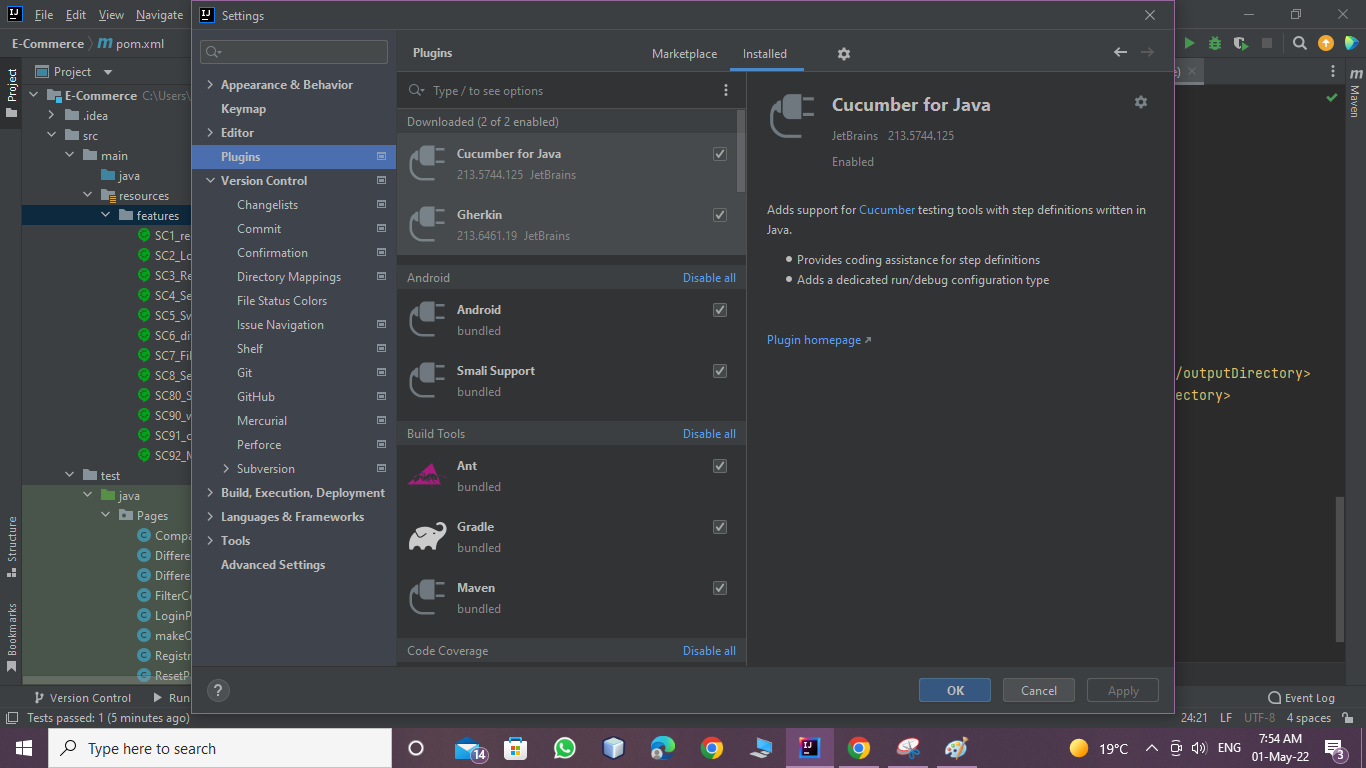 File Edit View Navigate
Settings
E-Commerce pom.xml
Plugins
Marketplace
Installed
Project
Project
Maven
E-Commerce C:\Users\
.idea
src
main
java
resources
features
SC1_re
SC2_Lo
SC3_Re
SC4_Se
SC5_Sw
SC6_di
SC7_Fil
SC8_Se
SC80_S
SC90_v
SC91_c
SC92_N
test
java
Pages
Compa
Differe
Differe
FilterCo
LoginP
makeO
Registr
ResetPa
Structure
Bookmarks
Appearance & Behavior
Keymap
Editor
Plugins
Version Control
Changelists
Commit
Confirmation
Directory Mappings
File Status Colors
Issue Navigation
Shelf
Git
GitHub
Mercurial
Perforce
Subversion
Build, Execution, Deployment
Languages & Frameworks
Tools
Advanced Settings
Type / to see options
Downloaded (2 of 2 enabled)
Cucumber for Java
213.5744.125 JetBrains
Gherkin
213.6461.19 JetBrains
Android
Disable all
Android
bundled
Smali Support
bundled
Build Tools
Disable all
Ant
bundled
Gradle
bundled
Maven
bundled
Code Coverage
Disable all
Cucumber for Java
JetBrains 213.5744.125
Enabled
Adds support for Cucumber testing tools with step definitions written in
Java.
Provides coding assistance for step definitions
Adds a dedicated run/debug configuration type
Plugin homepage
/outputDirectory>
ectory>
?
OK
Cancel
Apply
Version Control
Run
Event Log
Tests passed: 1 (5 minutes ago)
24:21 LF UTF-8 4 spaces
Type here to search
14
19°C
ENG
7:54 AM
01-May-22
3